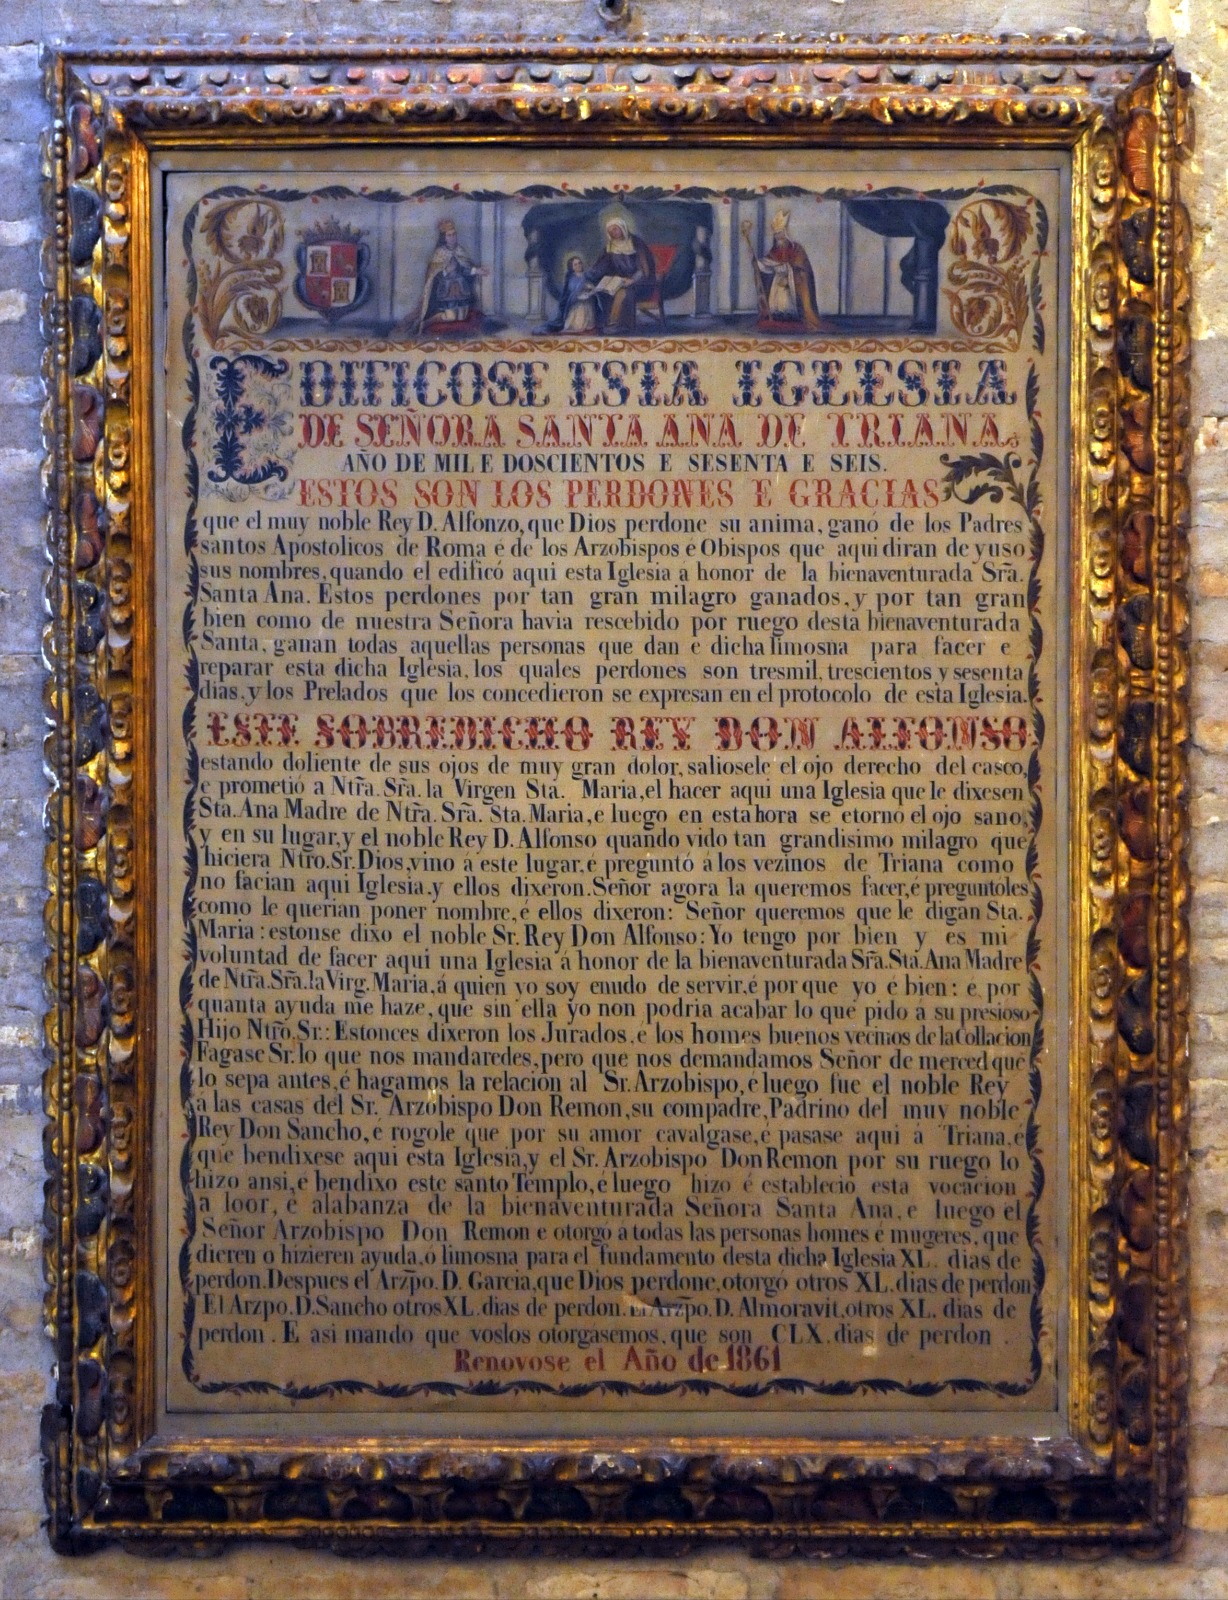 EDIFICOSE ESTA IGLESIA
DE SEÑORA SANTA ANA DE TRIANA,
AÑO DE MIL E DOSCIENTOS E SESENTA E SEIS.
ESTOS SON LOS PERDONES E GRACIAS
que el muy noble Rey D. Alfonzo, que Dios perdone su anima, ganó de los Padres
santos Apostolicos de Roma é de los Arzobispos é Obispos que aqui diran de yuso
sus nombres, quando el edificó aqui esta Iglesia á honor de la bienaventurada Sr̃a.
Santa Ana. Estos perdones por tan gran milagro ganados, y por tan gran
bien como de nuestra Señora havia rescebido por ruego desta bienaventurada
Santa, ganan todas aquellas personas que dan e dicha limosna para facer e
reparar esta dicha Iglesia, los quales perdones son tresmil, trescientos y sesenta
dias, y los Prelados que los concedieron se expresan en el protocolo de esta Iglesia.
ESTE SOBREDICHO REY DON ALFONSO
estando doliente de sus ojos de muy gran dolor, saliosele el ojo derecho del casco,
e prometió a Ntr̃a. Sr̃a. la Virgen Sta. Maria, el hacer aqui una Iglesia que le dixesen
Sta. Ana Madre de Ntr̃a. Sr̃a. Sta. Maria, e luego en esta hora se etornó el ojo sano,
y en su lugar, y el noble Rey D. Alfonso quando vido tan grandisimo milagro que
hiciera Ntro. Sr. Dios, vino á este lugar, é preguntó á los vezinos de Triana como
no facian aqui Iglesia, y ellos dixeron. Señor agora la queremos facer, é preguntoles
como le querian poner nombre, é ellos dixeron: Señor queremos que le digan Sta.
Maria: estonse dixo el noble Sr. Rey Don Alfonso: Yo tengo por bien y es mi
voluntad de facer aqui una Iglesia á honor de la bienaventurada Sr̃a. Sta. Ana Madre
de Ntr̃a. Sr̃a. la Virg. Maria, á quien yo soy enudo de servir, é por que yo é bien: é por
quanta ayuda me haze, que sin ella yo non podria acabar lo que pido á su presioso
Hijo Ntr̃o. Sr.: Estonces dixeron los Jurados, é los homes buenos vecinos de la Collacion
Fagase Sr. lo que nos mandaredes, pero que nos demandamos Señor de merced que
lo sepa antes, é hagamos la relación al Sr. Arzobispo, e luego fue el noble Rey
a las casas del Sr. Arzobispo Don Remon, su compadre, Padrino del muy noble
Rey Don Sancho, é rogole que por su amor cavalgase, é pasase aqui á Triana, é
que bendixese aqui esta Iglesia, y el Sr. Arzobispo Don Remon por su ruego lo
hizo ansi, é bendixo este santo Templo, é luego hizo é establecio esta vocacion
a loor, é alabanza de la bienaventurada Señora Santa Ana, e luego el
Señor Arzobispo Don Remon e otorgó á todas las personas homes é mugeres, que
dieren o hizieren ayuda, ó limosna para el fundamento desta dicha Iglesia XL. dias de
perdon. Despues el Arzp̃o. D. Garcia, que Dios perdone, otorgó otros XL. dias de perdon
El Arzpo. D. Sancho otros XL. dias de perdon. El Arzp̃o. D. Almoravit, otros XL. dias de
perdon. E asi mando que voslos otorgasemos, que son CLX. dias de perdon.
Renovose el Año de 1861